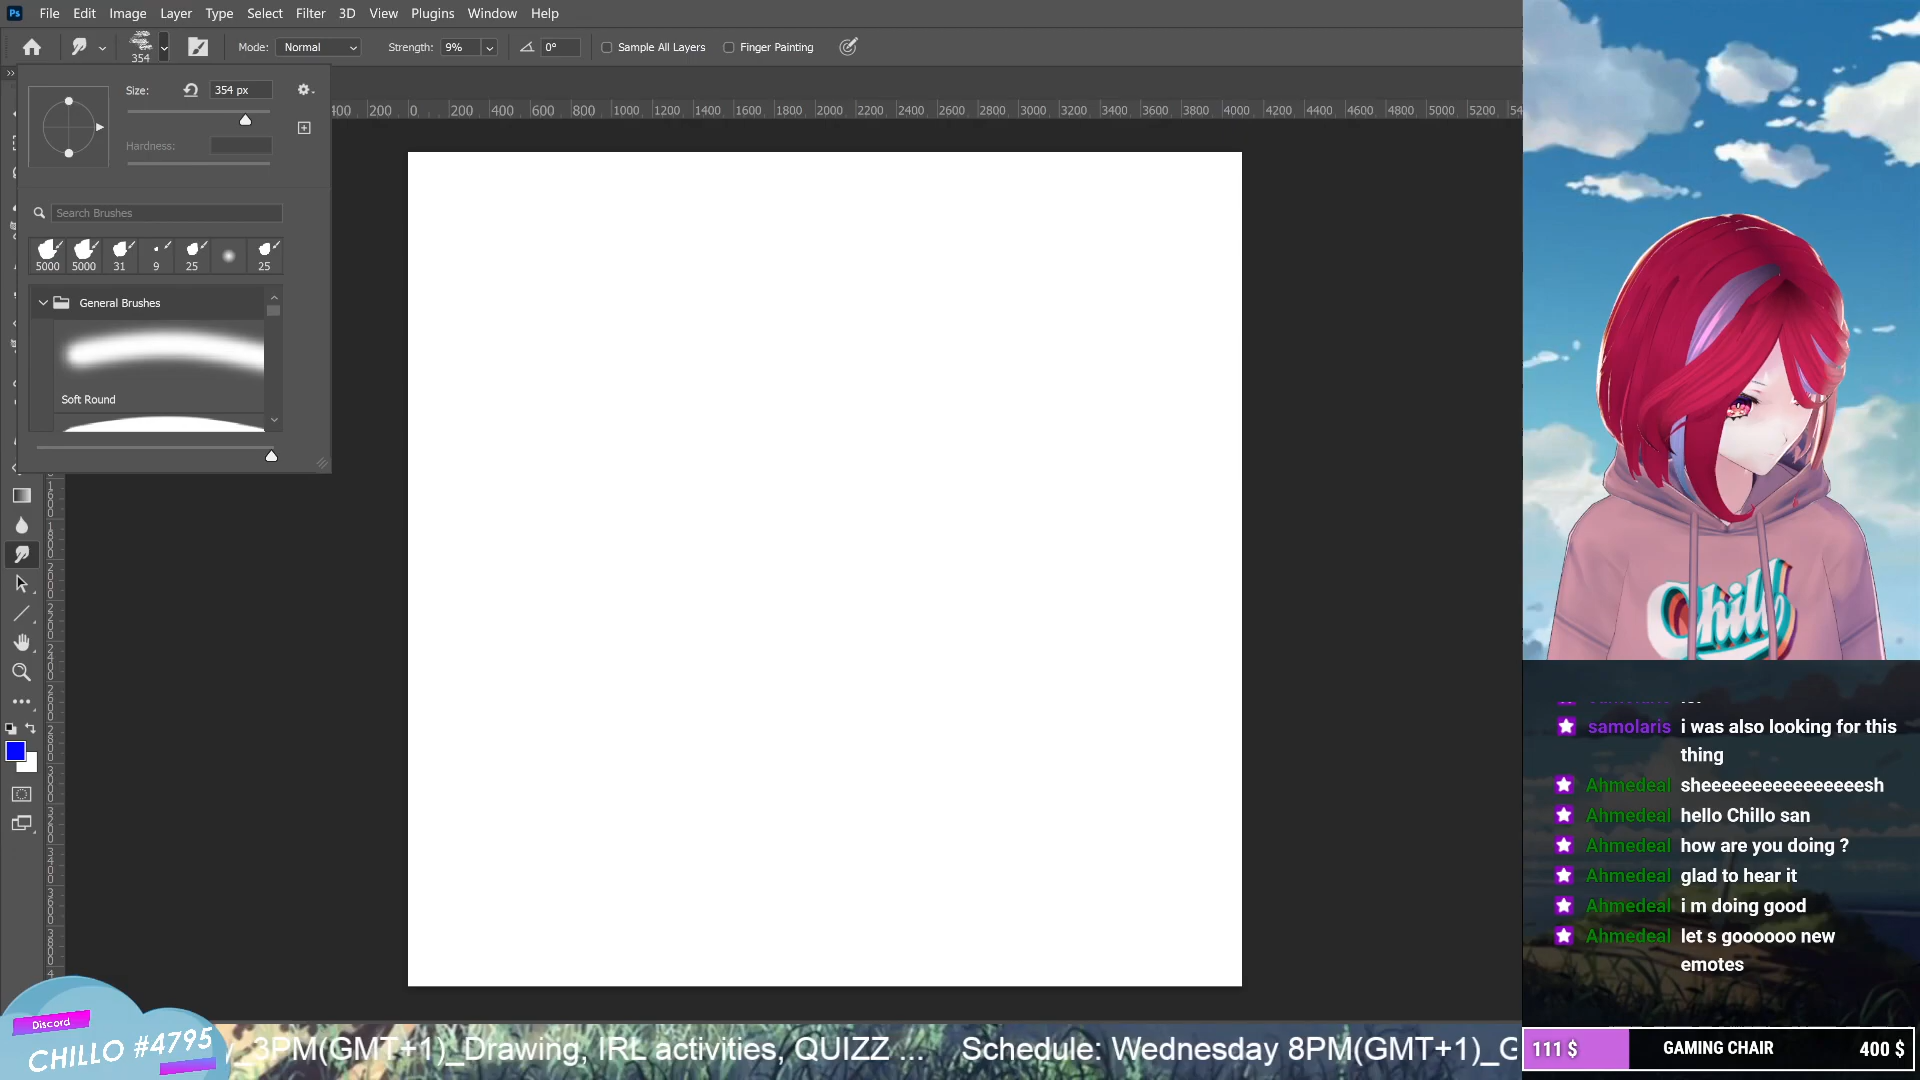 Ps File Edit Image Layer Type Select Filter 3D View Plugins Window Help
354 Mode: Normal Strength: 9% 0° Sample All Layers Finger Painting
Size: 354 px
Hardness:
Search Brushes
5000 5000 31 9 25 25
General Brushes
Soft Round
400 200 0 200 400 600 800 1000 1200 1400 1600 1800 2000 2200 2400 2600 2800 3000 3200 3400 3600 3800 4000 4200 4400 4600 4800 5000 5200
Chill
samolaris i was also looking for this
thing
Ahmedeal sheeeeeeeeeeeeeeeesh
Ahmedeal hello Chillo san
Ahmedeal how are you doing ?
Ahmedeal glad to hear it
Ahmedeal i m doing good
Ahmedeal let s goooooo new
emotes
Discord
CHILLO #4795
_3PM(GMT+1)_Drawing, IRL activities, QUIZZ ... Schedule: Wednesday 8PM(GMT+1)_G
111 $ GAMING CHAIR 400 $